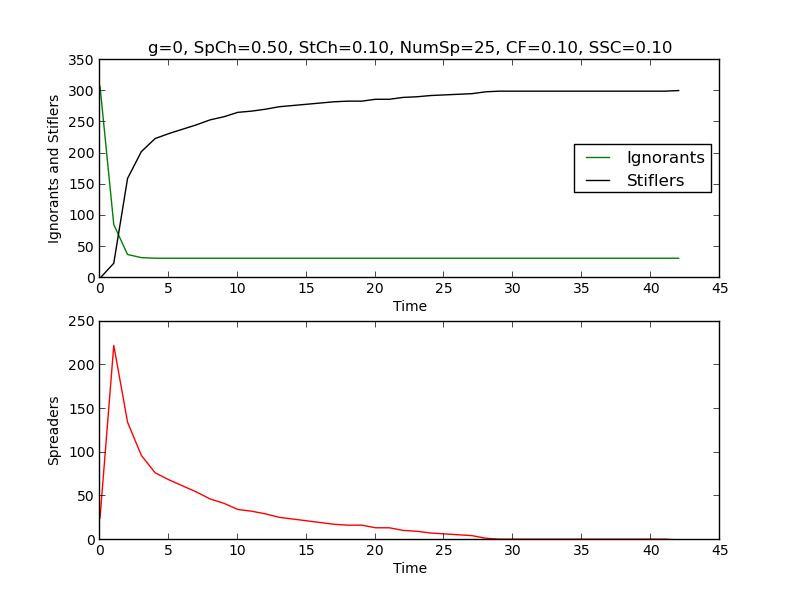 g=0, SpCh=0.50, StCh=0.10, NumSp=25, CF=0.10, SSC=0.10
350
300
250
200
150
100
50
0
Ignorants and Stiflers
Ignorants
Stiflers
0 5 10 15 20 25 30 35 40 45
Time
250
200
150
100
50
0
Spreaders
0 5 10 15 20 25 30 35 40 45
Time